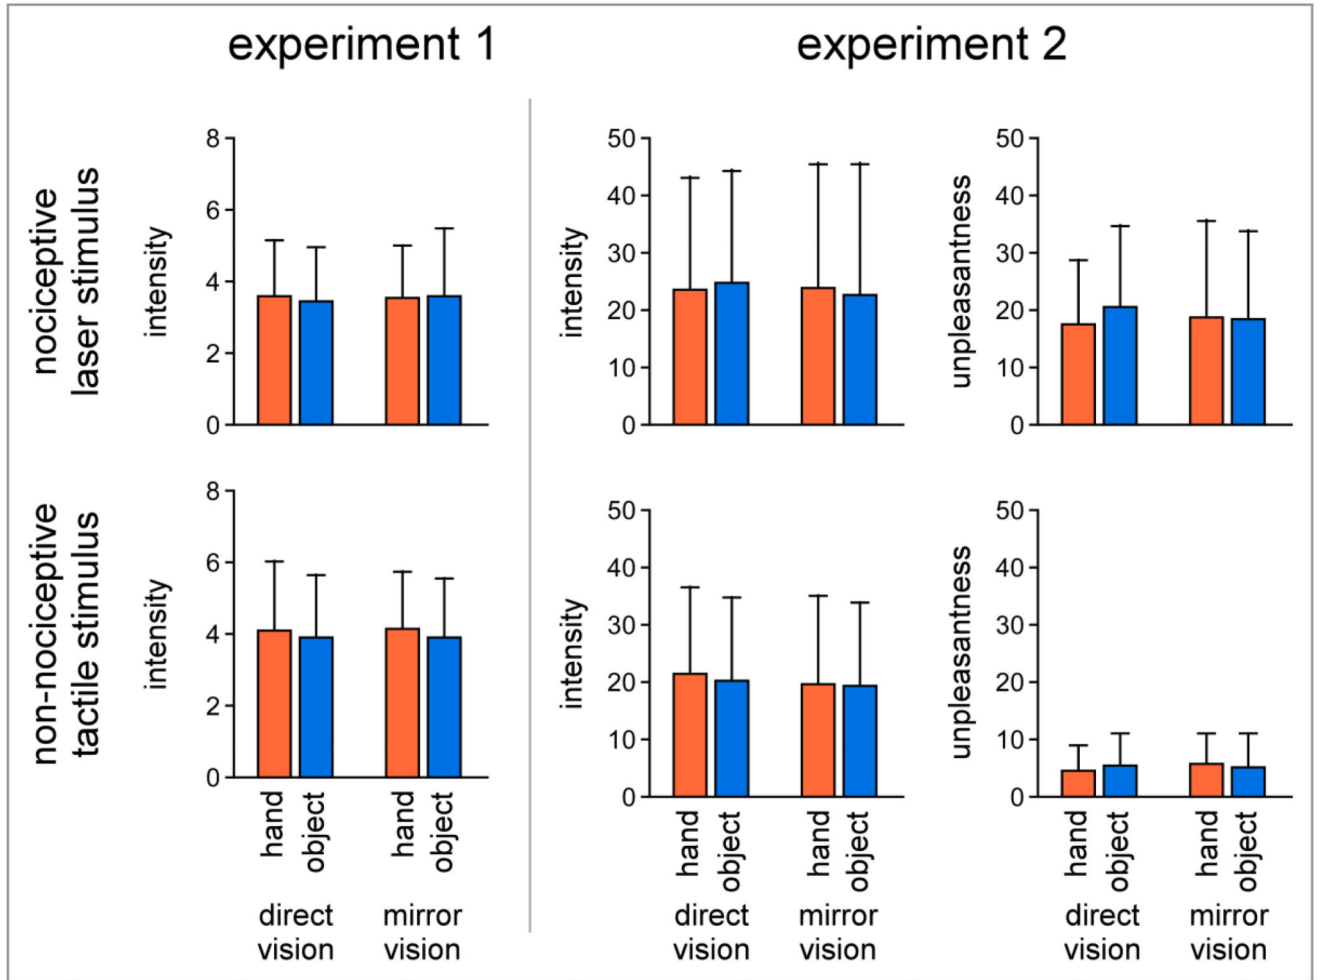 experiment 1
experiment 2
nociceptive
laser stimulus
intensity
8
6
4
2
0
intensity
50
40
30
20
10
0
unpleasantness
50
40
30
20
10
0
non-nociceptive
tactile stimulus
intensity
8
6
4
2
0
hand
object
hand
object
direct
vision
mirror
vision
intensity
50
40
30
20
10
0
hand
object
hand
object
direct
vision
mirror
vision
unpleasantness
50
40
30
20
10
0
hand
object
hand
object
direct
vision
mirror
vision